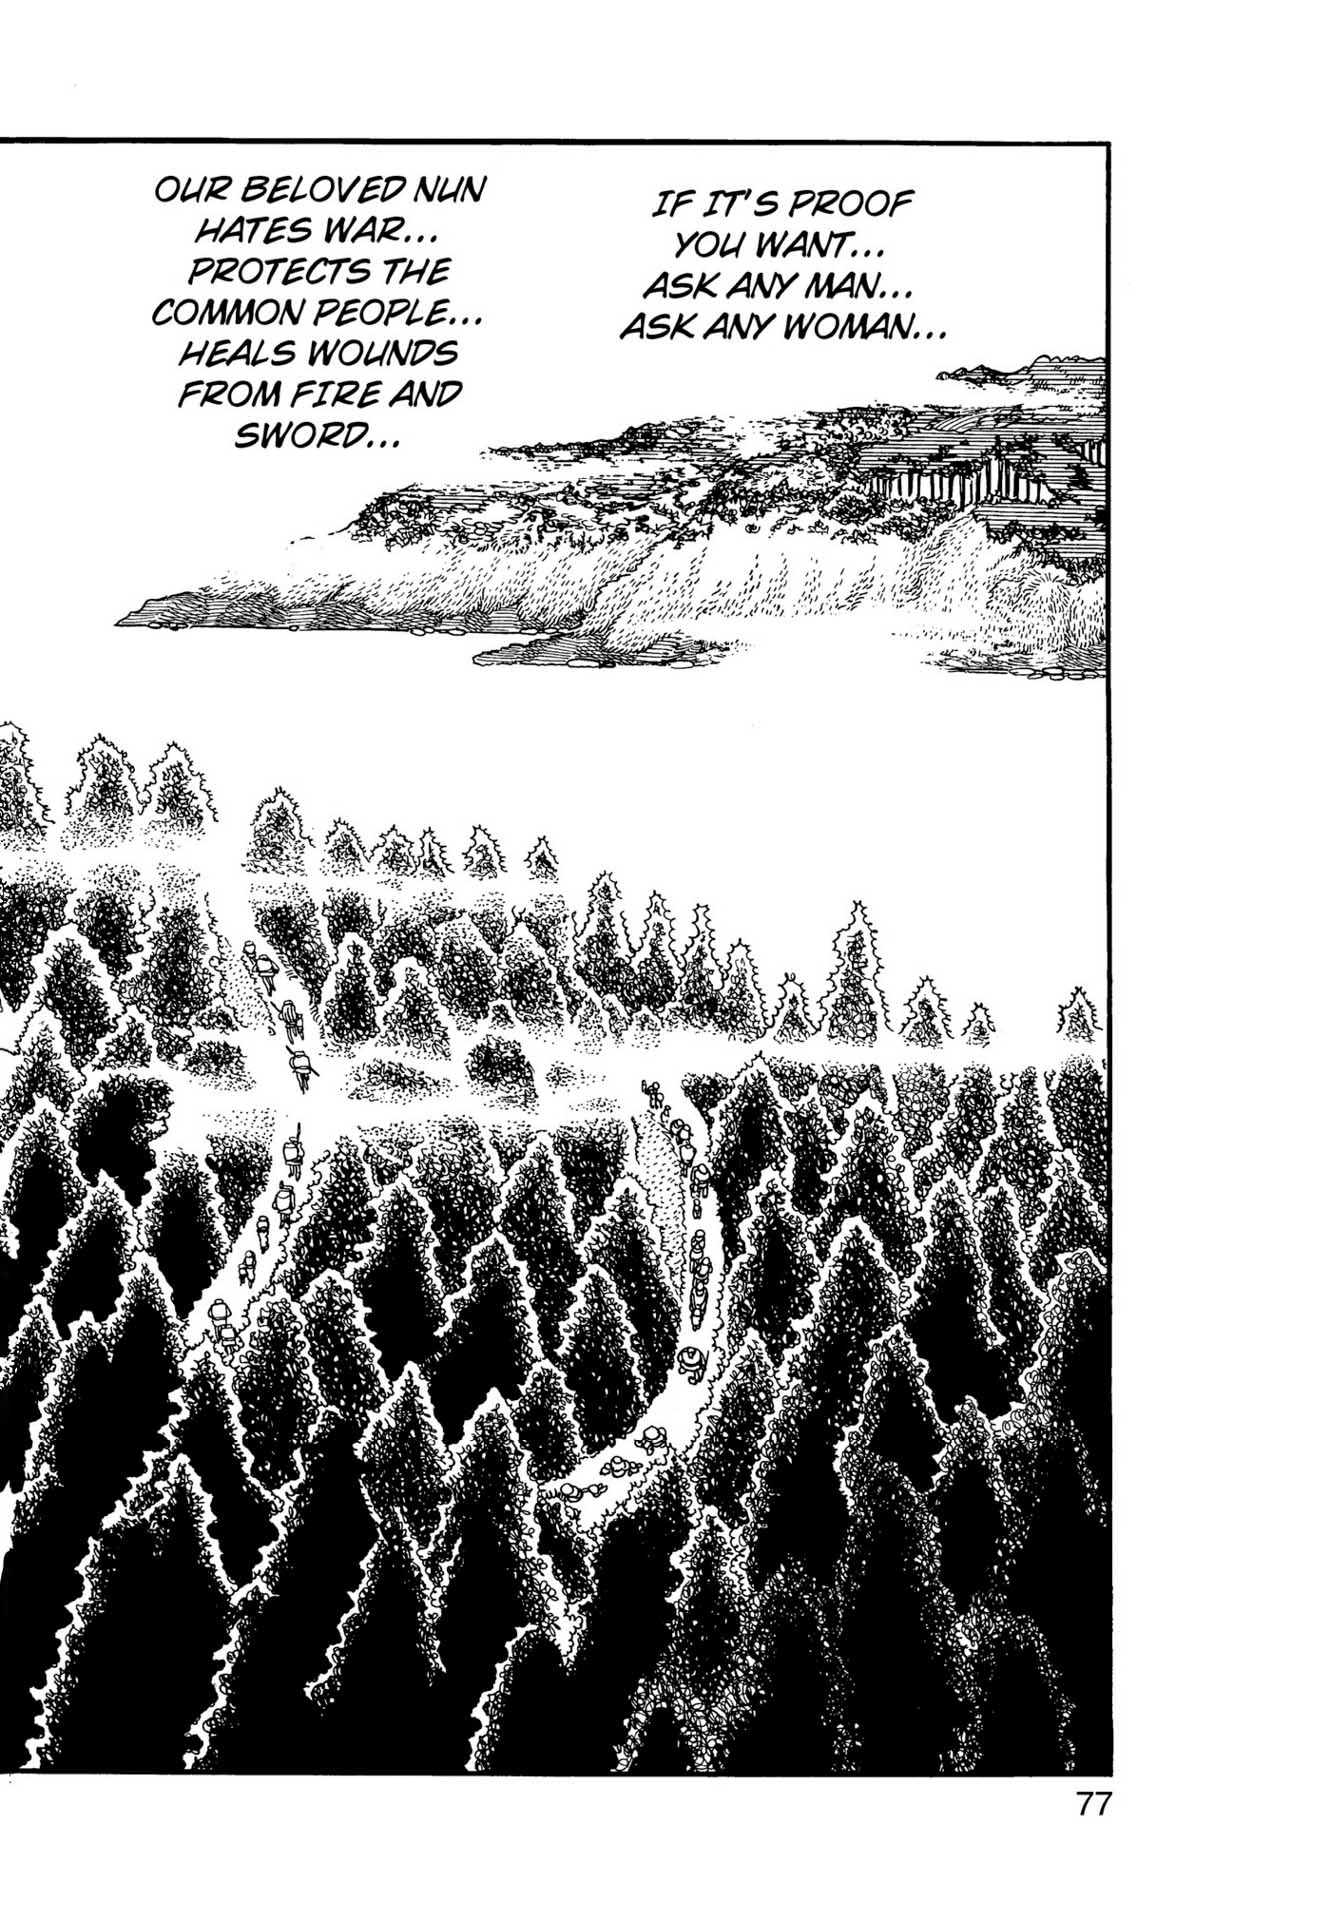 IF IT'S PROOF
YOU WANT...
ASK ANY MAN...
ASK ANY WOMAN...
OUR BELOVED NUN
HATES WAR...
PROTECTS THE
COMMON PEOPLE...
HEALS WOUNDS
FROM FIRE AND
SWORD...
77